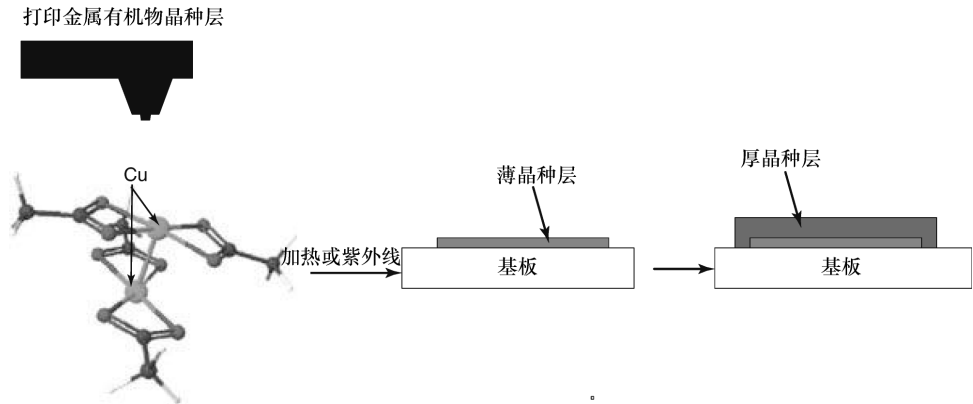 打印金属有机物晶种层
Cu
加热或紫外线
薄晶种层
基板
厚晶种层
基板
。